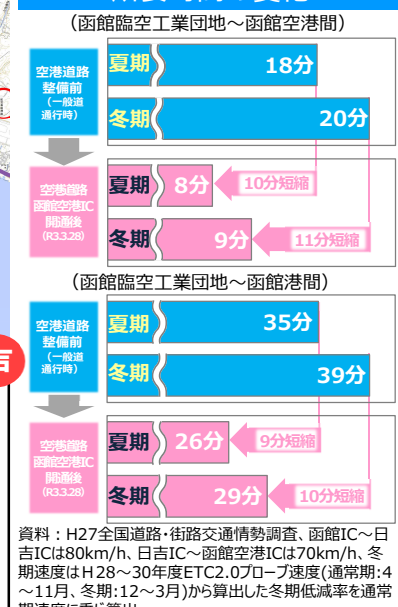 （函館臨空工業団地～函館空港間）
空港道路
整備前
（一般道
通行時）
夏期
18分
冬期
20分
空港道路
函館空港IC
開通後
(R3.3.28)
夏期
8分
10分短縮
冬期
9分
11分短縮
（函館臨空工業団地～函館港間）
空港道路
整備前
（一般道
通行時）
夏期
35分
冬期
39分
空港道路
函館空港IC
開通後
(R3.3.28)
夏期
26分
9分短縮
冬期
29分
10分短縮
資料：H27全国道路・街路交通情勢調査、函館IC～日
吉ICは80km/h、日吉IC～函館空港ICは70km/h、冬
期速度はH28～30年度ETC2.0プローブ速度(通常期:4
～11月、冬期:12～3月)から算出した冬期低減率を通常